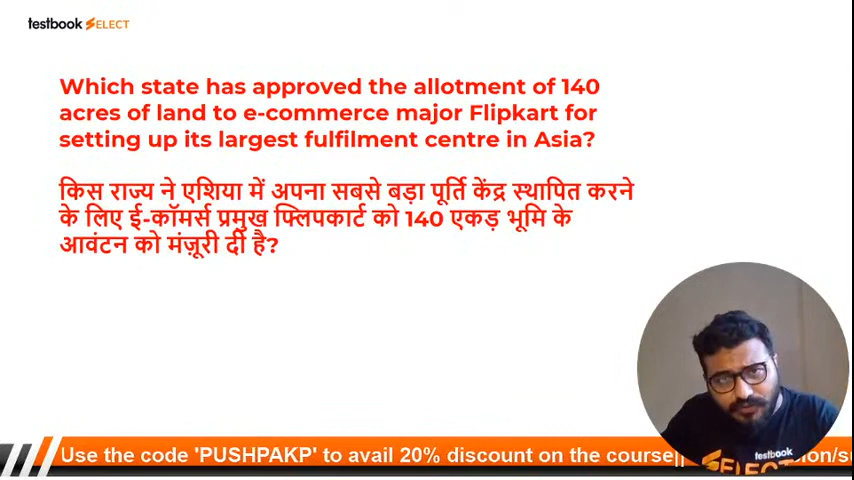 testbook SELECT
Which state has approved the allotment of 140
acres of land to e-commerce major Flipkart for
setting up its largest fulfilment centre in Asia?
किस राज्य ने एशिया में अपना सबसे बड़ा पूर्ति केंद्र स्थापित करने
के लिए ई-कॉमर्स प्रमुख फ्लिपकार्ट को 140 एकड़ भूमि के
आवंटन को मंज़ूरी दी है?
testbook
SELECT
Use the code 'PUSHPAKP' to avail 20% discount on the course||